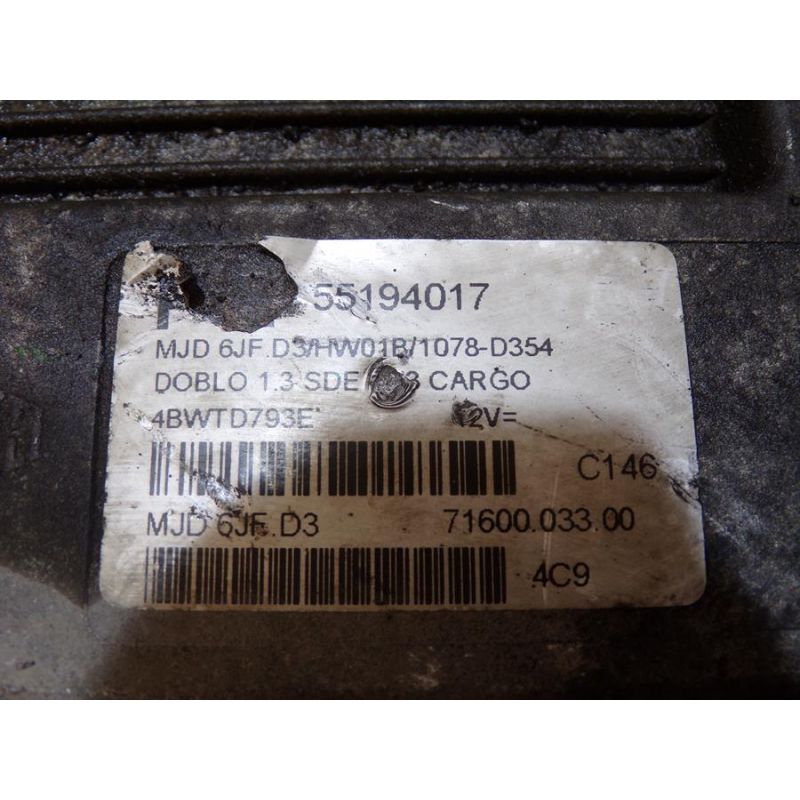 55194017
MJD 6JF.D3/HW01B/1078-D354
DOBLO 1.3 SDE CARGO
4BWTD793E 12V=
C146
MJD 6JF.D3 71600.033.00
4C9